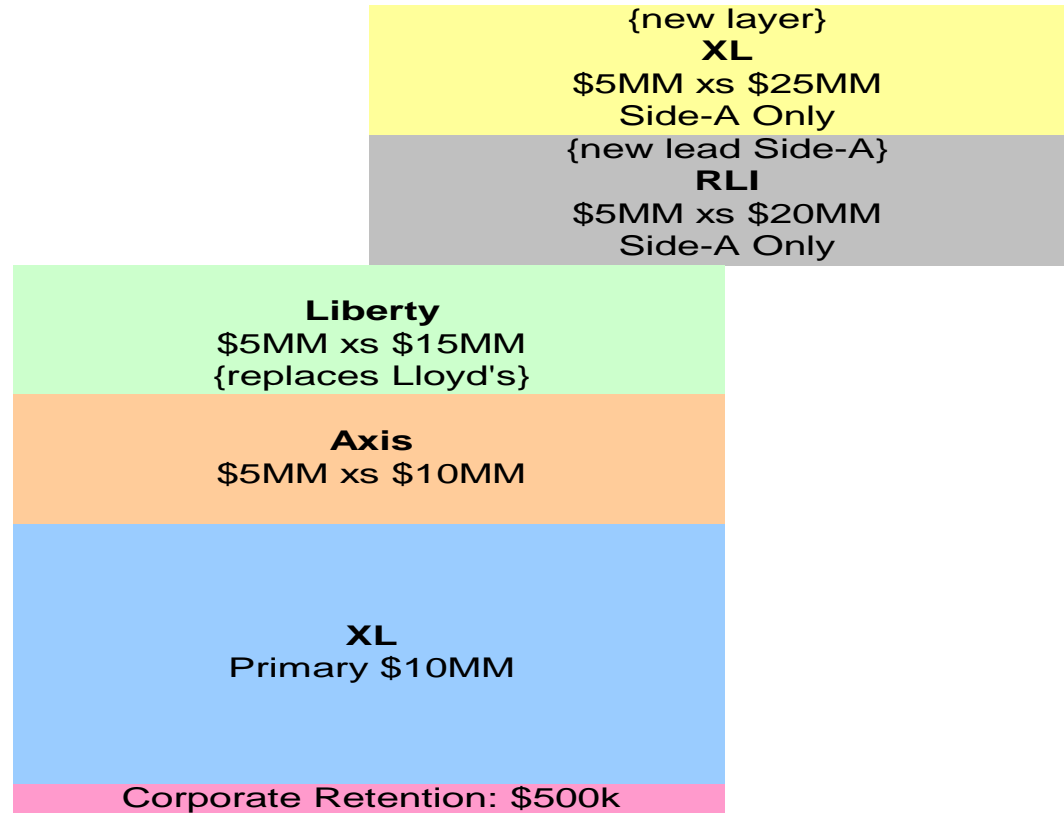 {new layer}
XL
$5MM xs $25MM
Side-A Only
{new lead Side-A}
RLI
$5MM xs $20MM
Side-A Only
Liberty
$5MM xs $15MM
{replaces Lloyd's}
Axis
$5MM xs $10MM
XL
Primary $10MM
Corporate Retention: $500k